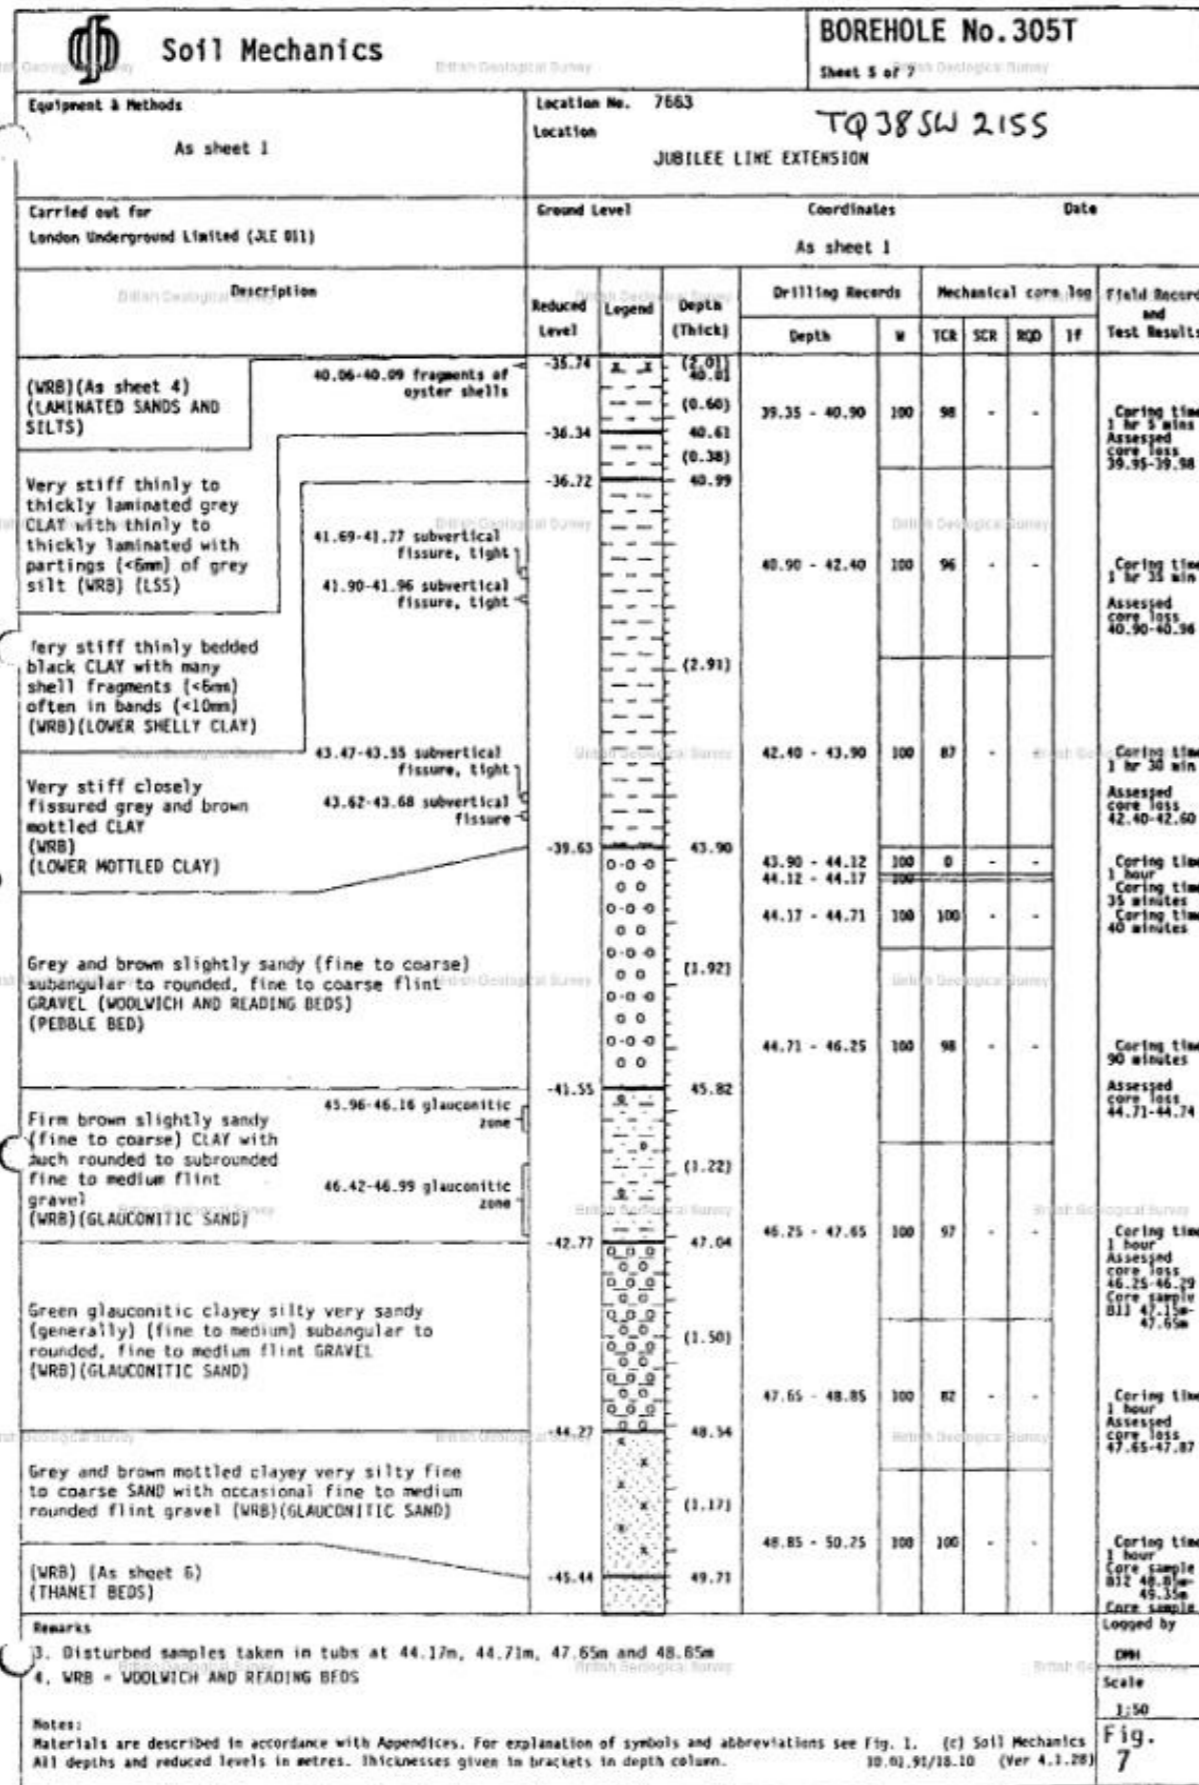 Soil Mechanics
BOREHOLE No.305T
Sheet 5 of 7
Equipment & Methods
As sheet 1
Location No. 7663
Location
TQ38SW 2155
JUBILEE LINE EXTENSION
Carried out for
London Underground Limited (JLE 011)
Ground Level
Coordinates
Date
As sheet 1
Description
Reduced Level
Legend
Depth (Thick)
Drilling Records
Mechanical core log
Field Record and Test Results
Depth
W
TCR
SCR
RQD
If
(WRB)(As sheet 4)
(LAMINATED SANDS AND
SILTS)
40.06-40.09 fragments of
oyster shells
-35.74
(2.01)
40.01
(0.60)
-36.34
40.61
(0.38)
-36.72
40.99
39.35 - 40.90 100 98 - -
Coring time
1 hr 5 mins
Assessed
core loss
39.95-39.98
Very stiff thinly to
thickly laminated grey
CLAY with thinly to
thickly laminated with
partings (<6mm) of grey
silt (WRB) (LSS)
41.69-41.77 subvertical
fissure, tight
41.90-41.96 subvertical
fissure, tight
40.90 - 42.40 100 96 - -
Coring time
1 hr 35 min
Assessed
core loss
40.90-40.96
ery stiff thinly bedded
black CLAY with many
shell fragments (<6mm)
often in bands (<10mm)
(WRB)(LOWER SHELLY CLAY)
(2.91)
43.47-43.55 subvertical
fissure, tight
43.62-43.68 subvertical
fissure
42.40 - 43.90 100 87 -
Coring time
1 hr 30 min
Assessed
core loss
42.40-42.60
Very stiff closely
fissured grey and brown
mottled CLAY
(WRB)
(LOWER MOTTLED CLAY)
-39.63
43.90
43.90 - 44.12 100 0 - -
44.12 - 44.17 100
44.17 - 44.71 100 100 - -
Coring time
1 hour
Coring time
35 minutes
Coring time
40 minutes
Grey and brown slightly sandy (fine to coarse)
subangular to rounded, fine to coarse flint
GRAVEL (WOOLWICH AND READING BEDS)
(PEBBLE BED)
(1.92)
44.71 - 46.25 100 98 - -
Coring time
90 minutes
Assessed
core loss
44.71-44.74
-41.55
45.82
Firm brown slightly sandy
(fine to coarse) CLAY with
much rounded to subrounded
fine to medium flint
gravel
(WRB)(GLAUCONITIC SAND)
45.96-46.16 glauconitic
zone
46.42-46.99 glauconitic
zone
(1.22)
-42.77
47.04
46.25 - 47.65 100 97 - -
Coring time
1 hour
Assessed
core loss
46.25-46.29
Core sample
B11 47.15m-
47.65m
Green glauconitic clayey silty very sandy
(generally) (fine to medium) subangular to
rounded, fine to medium flint GRAVEL
(WRB)(GLAUCONITIC SAND)
(1.50)
47.65 - 48.85 100 82 - -
Coring time
1 hour
Assessed
core loss
47.65-47.87
-44.27
48.54
Grey and brown mottled clayey very silty fine
to coarse SAND with occasional fine to medium
rounded flint gravel (WRB)(GLAUCONITIC SAND)
(1.17)
48.85 - 50.25 100 100 - -
Coring time
1 hour
Core sample
B12 48.85m-
49.35m
Core sample
(WRB) (As sheet 6)
(THANET BEDS)
-45.44
49.71
Remarks
3. Disturbed samples taken in tubs at 44.17m, 44.71m, 47.65m and 48.85m
4. WRB = WOOLWICH AND READING BEDS
Logged by
DMH
Scale
1:50
Notes:
Materials are described in accordance with Appendices. For explanation of symbols and abbreviations see Fig. 1. (c) Soil Mechanics
All depths and reduced levels in metres. Thicknesses given in brackets in depth column. (Ver 4.1.28)
Fig.
7
British Geological Survey